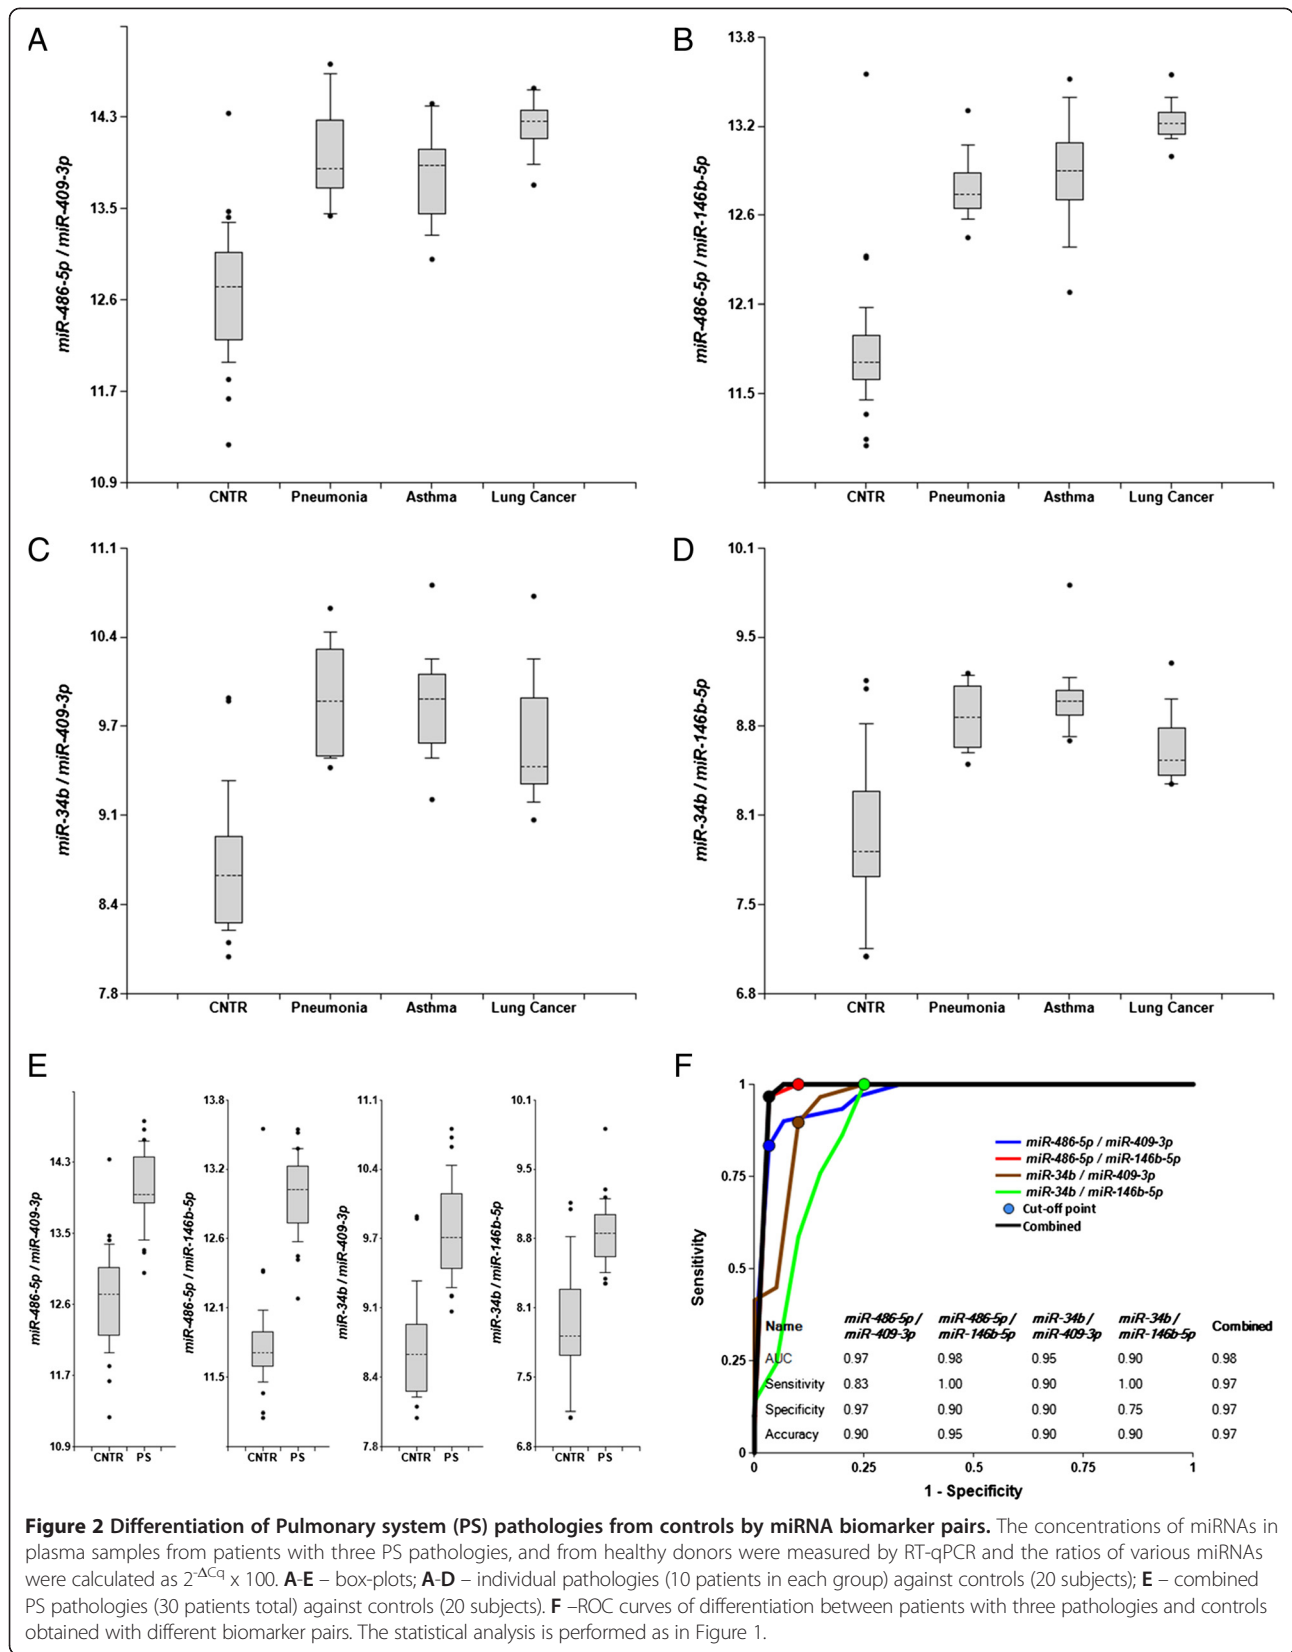 A
miR-486-5p / miR-409-3p
14.3
13.5
12.6
11.7
10.9
CNTR Pneumonia Asthma Lung Cancer
B
miR-486-5p / miR-146b-5p
13.8
13.2
12.6
12.1
11.5
CNTR Pneumonia Asthma Lung Cancer
C
miR-34b / miR-409-3p
11.1
10.4
9.7
9.1
8.4
7.8
CNTR Pneumonia Asthma Lung Cancer
D
miR-34b / miR-146b-5p
10.1
9.5
8.8
8.1
7.5
6.8
CNTR Pneumonia Asthma Lung Cancer
E
miR-486-5p / miR-409-3p
14.3
13.5
12.6
11.7
10.9
CNTR PS
miR-486-5p / miR-146b-5p
13.8
13.2
12.6
12.1
11.5
CNTR PS
miR-34b / miR-409-3p
11.1
10.4
9.7
9.1
8.4
7.8
CNTR PS
miR-34b / miR-146b-5p
10.1
9.5
8.8
8.1
7.5
6.8
CNTR PS
F
Sensitivity
1
0.75
0.5
0.25
0
miR-486-5p / miR-409-3p
miR-486-5p / miR-146b-5p
miR-34b / miR-409-3p
miR-34b / miR-146b-5p
Cut-off point
Combined
Name miR-486-5p / miR-409-3p miR-486-5p / miR-146b-5p miR-34b / miR-409-3p miR-34b / miR-146b-5p Combined
AUC 0.97 0.98 0.95 0.90 0.98
Sensitivity 0.83 1.00 0.90 1.00 0.97
Specificity 0.97 0.90 0.90 0.75 0.97
Accuracy 0.90 0.95 0.90 0.90 0.97
0 0.25 0.5 0.75 1
1 - Specificity
Figure 2 Differentiation of Pulmonary system (PS) pathologies from controls by miRNA biomarker pairs. The concentrations of miRNAs in
plasma samples from patients with three PS pathologies, and from healthy donors were measured by RT-qPCR and the ratios of various miRNAs
were calculated as 2-ΔCq x 100. A-E – box-plots; A-D – individual pathologies (10 patients in each group) against controls (20 subjects); E – combined
PS pathologies (30 patients total) against controls (20 subjects). F –ROC curves of differentiation between patients with three pathologies and controls
obtained with different biomarker pairs. The statistical analysis is performed as in Figure 1.